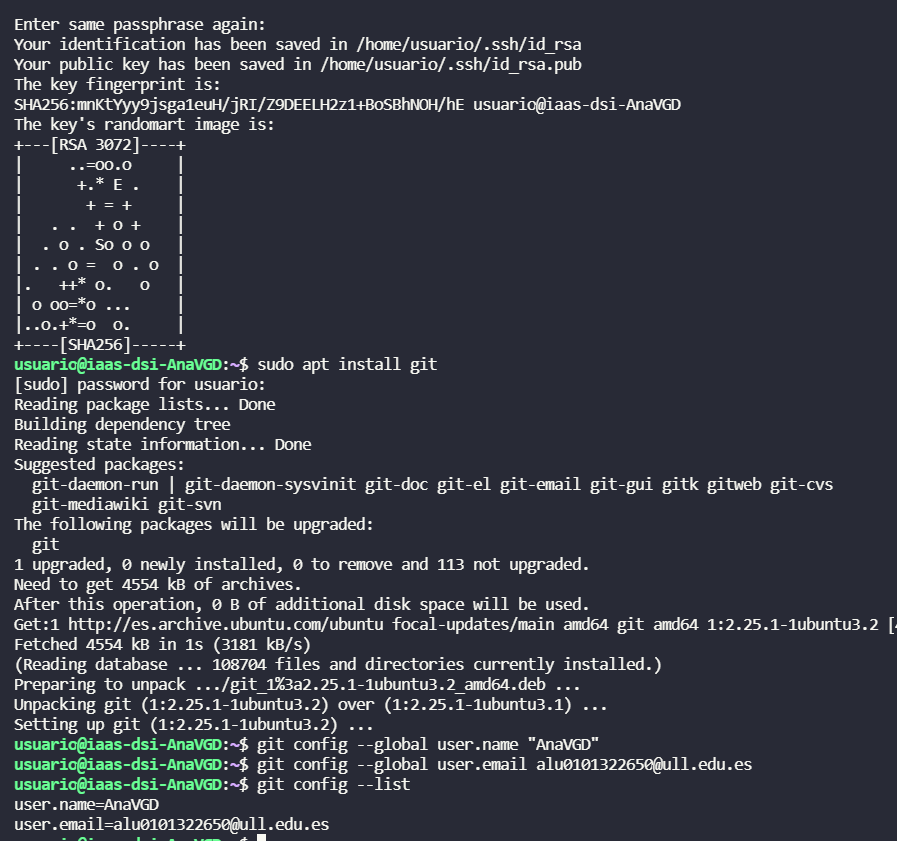 Enter same passphrase again:
Your identification has been saved in /home/usuario/.ssh/id_rsa
Your public key has been saved in /home/usuario/.ssh/id_rsa.pub
The key fingerprint is:
SHA256:mnKtYyy9jsga1euH/jRI/Z9DEELH2z1+BoSBhNOH/hE usuario@iaas-dsi-AnaVGD
The key's randomart image is:
+---[RSA 3072]----+
|     ..=oo.o     |
|      +.* E .    |
|       + = +     |
|   . .  + o +    |
|  . o . So o o   |
| . . o =  o . o  |
|.   ++* o.   o   |
| o oo=*o ...     |
|..o.+*=o  o.     |
+----[SHA256]-----+
usuario@iaas-dsi-AnaVGD:~$ sudo apt install git
[sudo] password for usuario:
Reading package lists... Done
Building dependency tree
Reading state information... Done
Suggested packages:
  git-daemon-run | git-daemon-sysvinit git-doc git-el git-email git-gui gitk gitweb git-cvs
  git-mediawiki git-svn
The following packages will be upgraded:
  git
1 upgraded, 0 newly installed, 0 to remove and 113 not upgraded.
Need to get 4554 kB of archives.
After this operation, 0 B of additional disk space will be used.
Get:1 http://es.archive.ubuntu.com/ubuntu focal-updates/main amd64 git amd64 1:2.25.1-1ubuntu3.2 [
Fetched 4554 kB in 1s (3181 kB/s)
(Reading database ... 108704 files and directories currently installed.)
Preparing to unpack .../git_1%3a2.25.1-1ubuntu3.2_amd64.deb ...
Unpacking git (1:2.25.1-1ubuntu3.2) over (1:2.25.1-1ubuntu3.1) ...
Setting up git (1:2.25.1-1ubuntu3.2) ...
usuario@iaas-dsi-AnaVGD:~$ git config --global user.name "AnaVGD"
usuario@iaas-dsi-AnaVGD:~$ git config --global user.email alu0101322650@ull.edu.es
usuario@iaas-dsi-AnaVGD:~$ git config --list
user.name=AnaVGD
user.email=alu0101322650@ull.edu.es
usuario@iaas-dsi-AnaVGD:~$